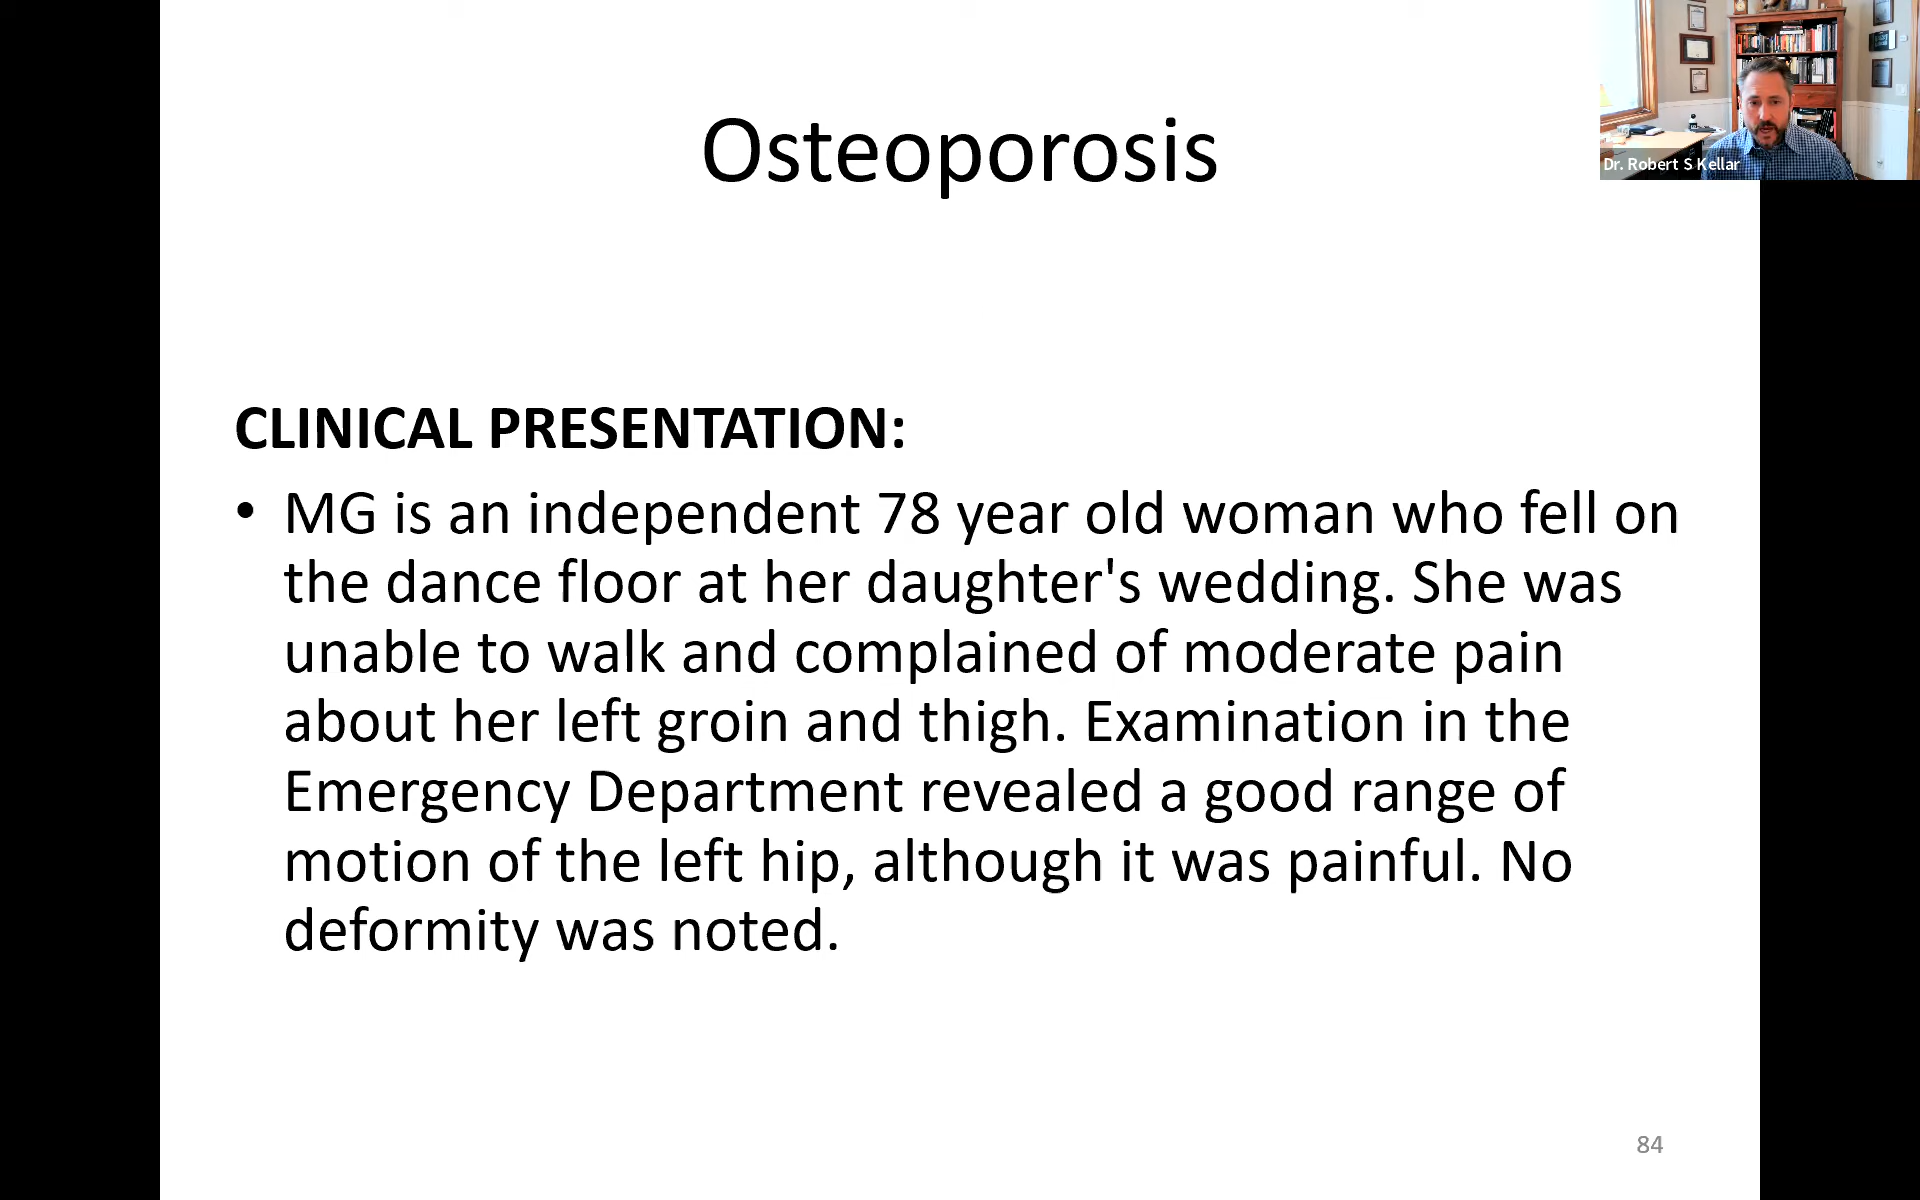 Osteoporosis
Dr. Robert S Kellar
CLINICAL PRESENTATION:
• MG is an independent 78 year old woman who fell on
the dance floor at her daughter's wedding. She was
unable to walk and complained of moderate pain
about her left groin and thigh. Examination in the
Emergency Department revealed a good range of
motion of the left hip, although it was painful. No
deformity was noted.
84